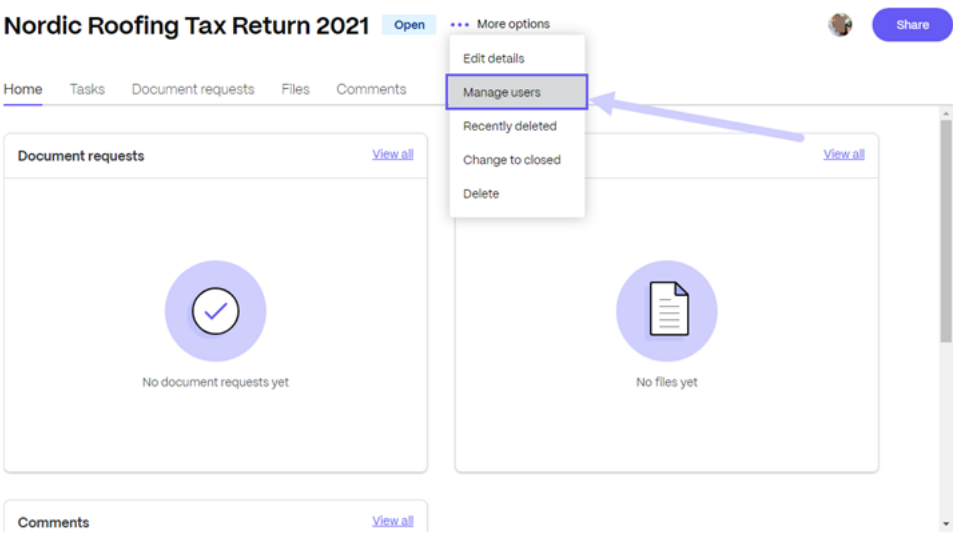 Nordic Roofing Tax Return 2021 Open ••• More options Share
Edit details
Home Tasks Document requests Files Comments
Manage users
Recently deleted
Change to closed
Delete
Document requests View all
View all
No document requests yet
No files yet
Comments View all